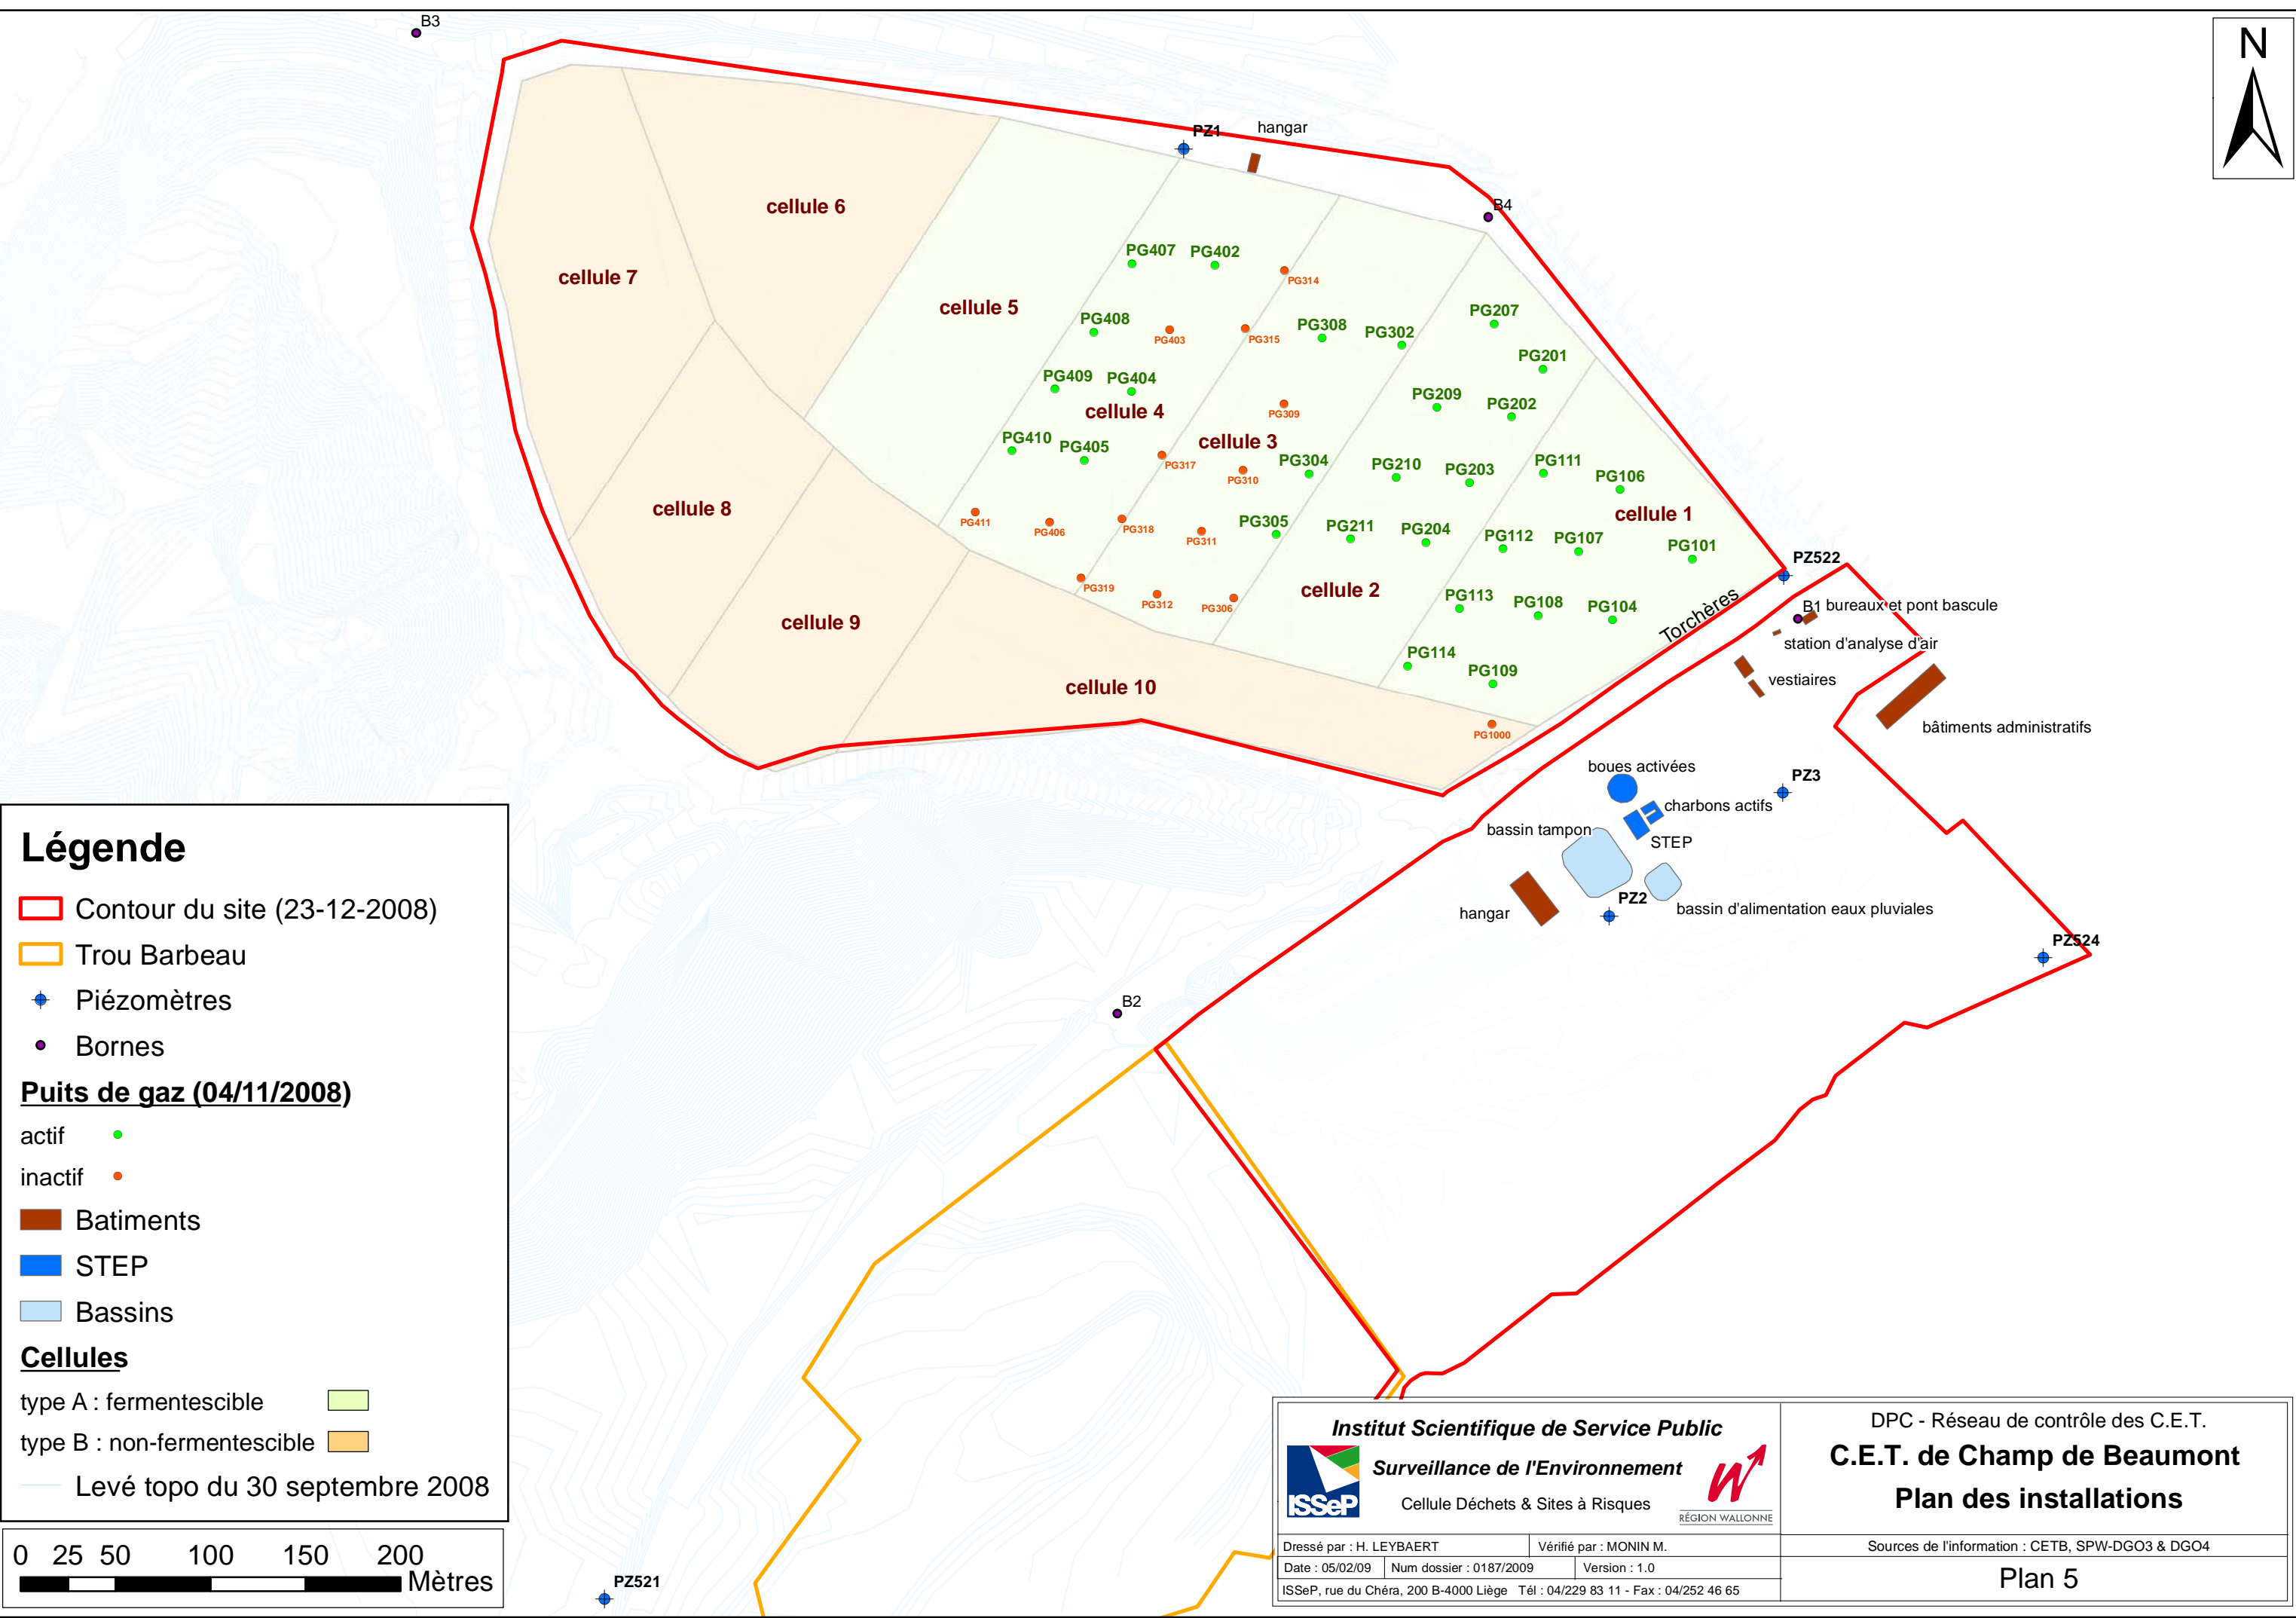 B3
N
PZ1
hangar
B4
cellule 6
cellule 7
cellule 5
PG407
PG402
PG314
PG408
PG403
PG315
PG308
PG302
PG207
PG201
PG409
PG404
cellule 4
PG309
PG209
PG202
PG410
PG405
cellule 3
PG317
PG310
PG304
PG210
PG203
PG111
PG106
cellule 8
cellule 1
PG411
PG406
PG318
PG311
PG305
PG211
PG204
PG112
PG107
PG101
PZ522
cellule 9
PG319
PG312
PG306
cellule 2
PG113
PG108
PG104
Torchères
B1 bureaux et pont bascule
station d'analyse d'air
PG114
PG109
vestiaires
cellule 10
PG1000
bâtiments administratifs
boues activées
PZ3
charbons actifs
bassin tampon
STEP
PZ2
hangar
bassin d'alimentation eaux pluviales
PZ524
B2
PZ521
Légende
Contour du site (23-12-2008)
Trou Barbeau
Piézomètres
Bornes
Puits de gaz (04/11/2008)
actif
inactif
Batiments
STEP
Bassins
Cellules
type A : fermentescible
type B : non-fermentescible
Levé topo du 30 septembre 2008
0 25 50 100 150 200
Mètres
Institut Scientifique de Service Public
Surveillance de l'Environnement
Cellule Déchets & Sites à Risques
ISSeP
RÉGION WALLONNE
Dressé par : H. LEYBAERT
Vérifié par : MONIN M.
Date : 05/02/09
Num dossier : 0187/2009
Version : 1.0
ISSeP, rue du Chéra, 200 B-4000 Liège Tél : 04/229 83 11 - Fax : 04/252 46 65
DPC - Réseau de contrôle des C.E.T.
C.E.T. de Champ de Beaumont
Plan des installations
Sources de l'information : CETB, SPW-DGO3 & DGO4
Plan 5